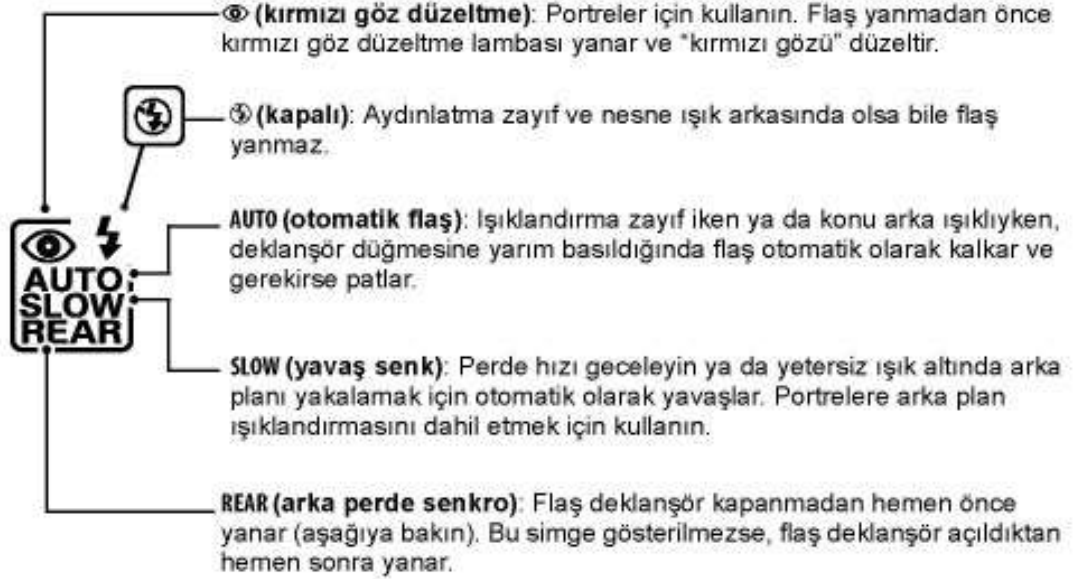 (kırmızı göz düzeltme): Portreler için kullanın. Flaş yanmadan önce
kırmızı göz düzeltme lambası yanar ve "kırmızı gözü" düzeltir.
(kapalı): Aydınlatma zayıf ve nesne ışık arkasında olsa bile flaş
yanmaz.
AUTO (otomatik flaş): Işıklandırma zayıf iken ya da konu arka ışıklıyken,
deklanşör düğmesine yarım basıldığında flaş otomatik olarak kalkar ve
gerekirse patlar.
AUTO
SLOW
REAR
SLOW (yavaş senk): Perde hızı geceleyin ya da yetersiz ışık altında arka
planı yakalamak için otomatik olarak yavaşlar. Portrelere arka plan
ışıklandırmasını dahil etmek için kullanın.
REAR (arka perde senkro): Flaş deklanşör kapanmadan hemen önce
yanar (aşağıya bakın). Bu simge gösterilmezse, flaş deklanşör açıldıktan
hemen sonra yanar.